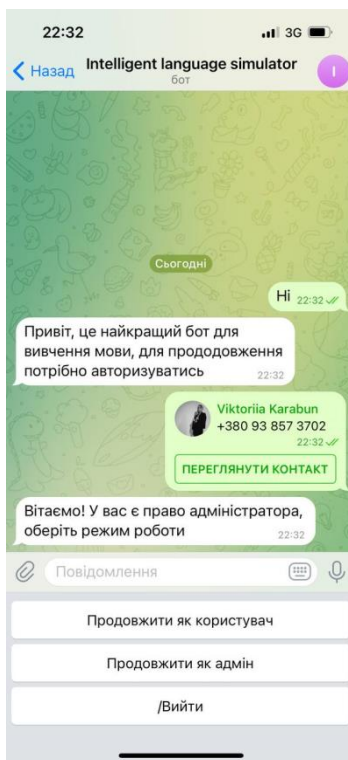 22:32
3G
Назад
Intelligent language simulator
бот
I
Сьогодні
Hi 22:32
Привіт, це найкращий бот для
вивчення мови, для прододовження
потрібно авторизуватись 22:32
Viktoriia Karabun
+380 93 857 3702
22:32
ПЕРЕГЛЯНУТИ КОНТАКТ
Вітаємо! У вас є право адміністратора,
оберіть режим роботи 22:32
Повідомлення
Продовжити як користувач
Продовжити як адмін
/Вийти